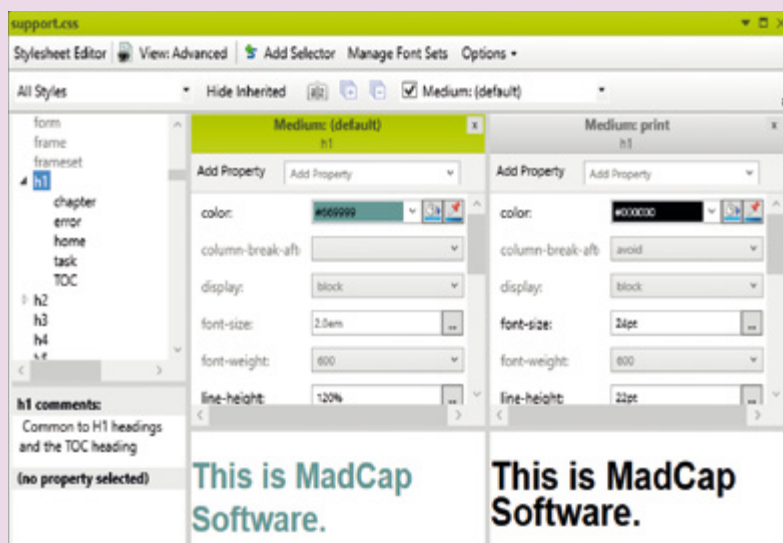 support.css
Stylesheet Editor View: Advanced Add Selector Manage Font Sets Options
All Styles Hide Inherited Medium: (default)
form
frame
frameset
h1
chapter
error
home
task
TOC
h2
h3
h4
h1 comments:
Common to H1 headings
and the TOC heading
(no property selected)
Medium: (default)
h1
Add Property Add Property
color: #669999
column-break-aft
display: block
font-size: 2.0em
font-weight: 600
line-height: 120%
This is MadCap
Software.
Medium: print
h1
Add Property Add Property
color: #000000
column-break-aft avoid
display: block
font-size: 24pt
font-weight: 600
line-height: 22pt
This is MadCap
Software.